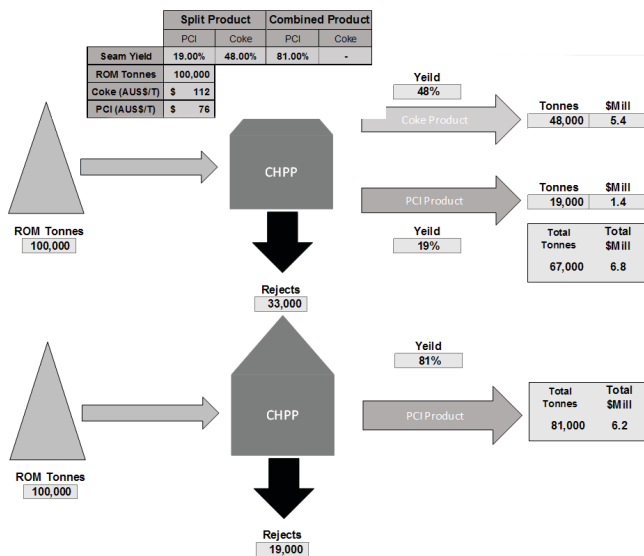 Split Product Combined Product
PCI Coke PCI Coke
Seam Yield 19.00% 48.00% 81.00% -
ROM Tonnes 100,000
Coke (AUS$/T) $ 112
PCI (AUS$/T) $ 76
Yeild
48%
Coke Product
Tonnes $Mill
48,000 5.4
CHPP
PCI Product
Tonnes $Mill
19,000 1.4
ROM Tonnes
100,000
Yeild
19%
Total Tonnes Total $Mill
67,000 6.8
Rejects
33,000
Yeild
81%
CHPP
PCI Product
Total Tonnes Total $Mill
81,000 6.2
ROM Tonnes
100,000
Rejects
19,000